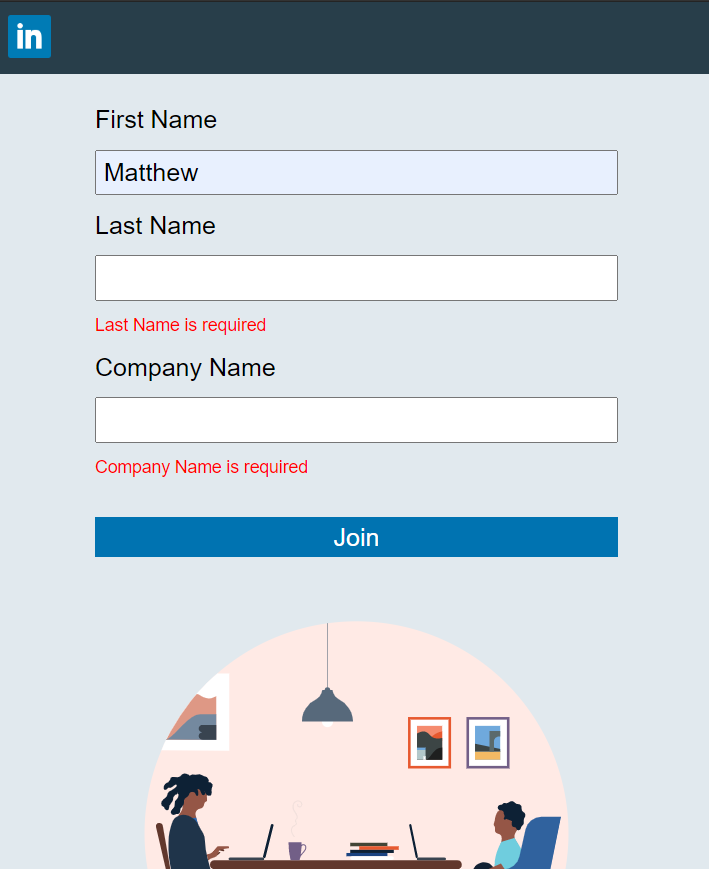 in
First Name
Matthew
Last Name
Last Name is required
Company Name
Company Name is required
Join